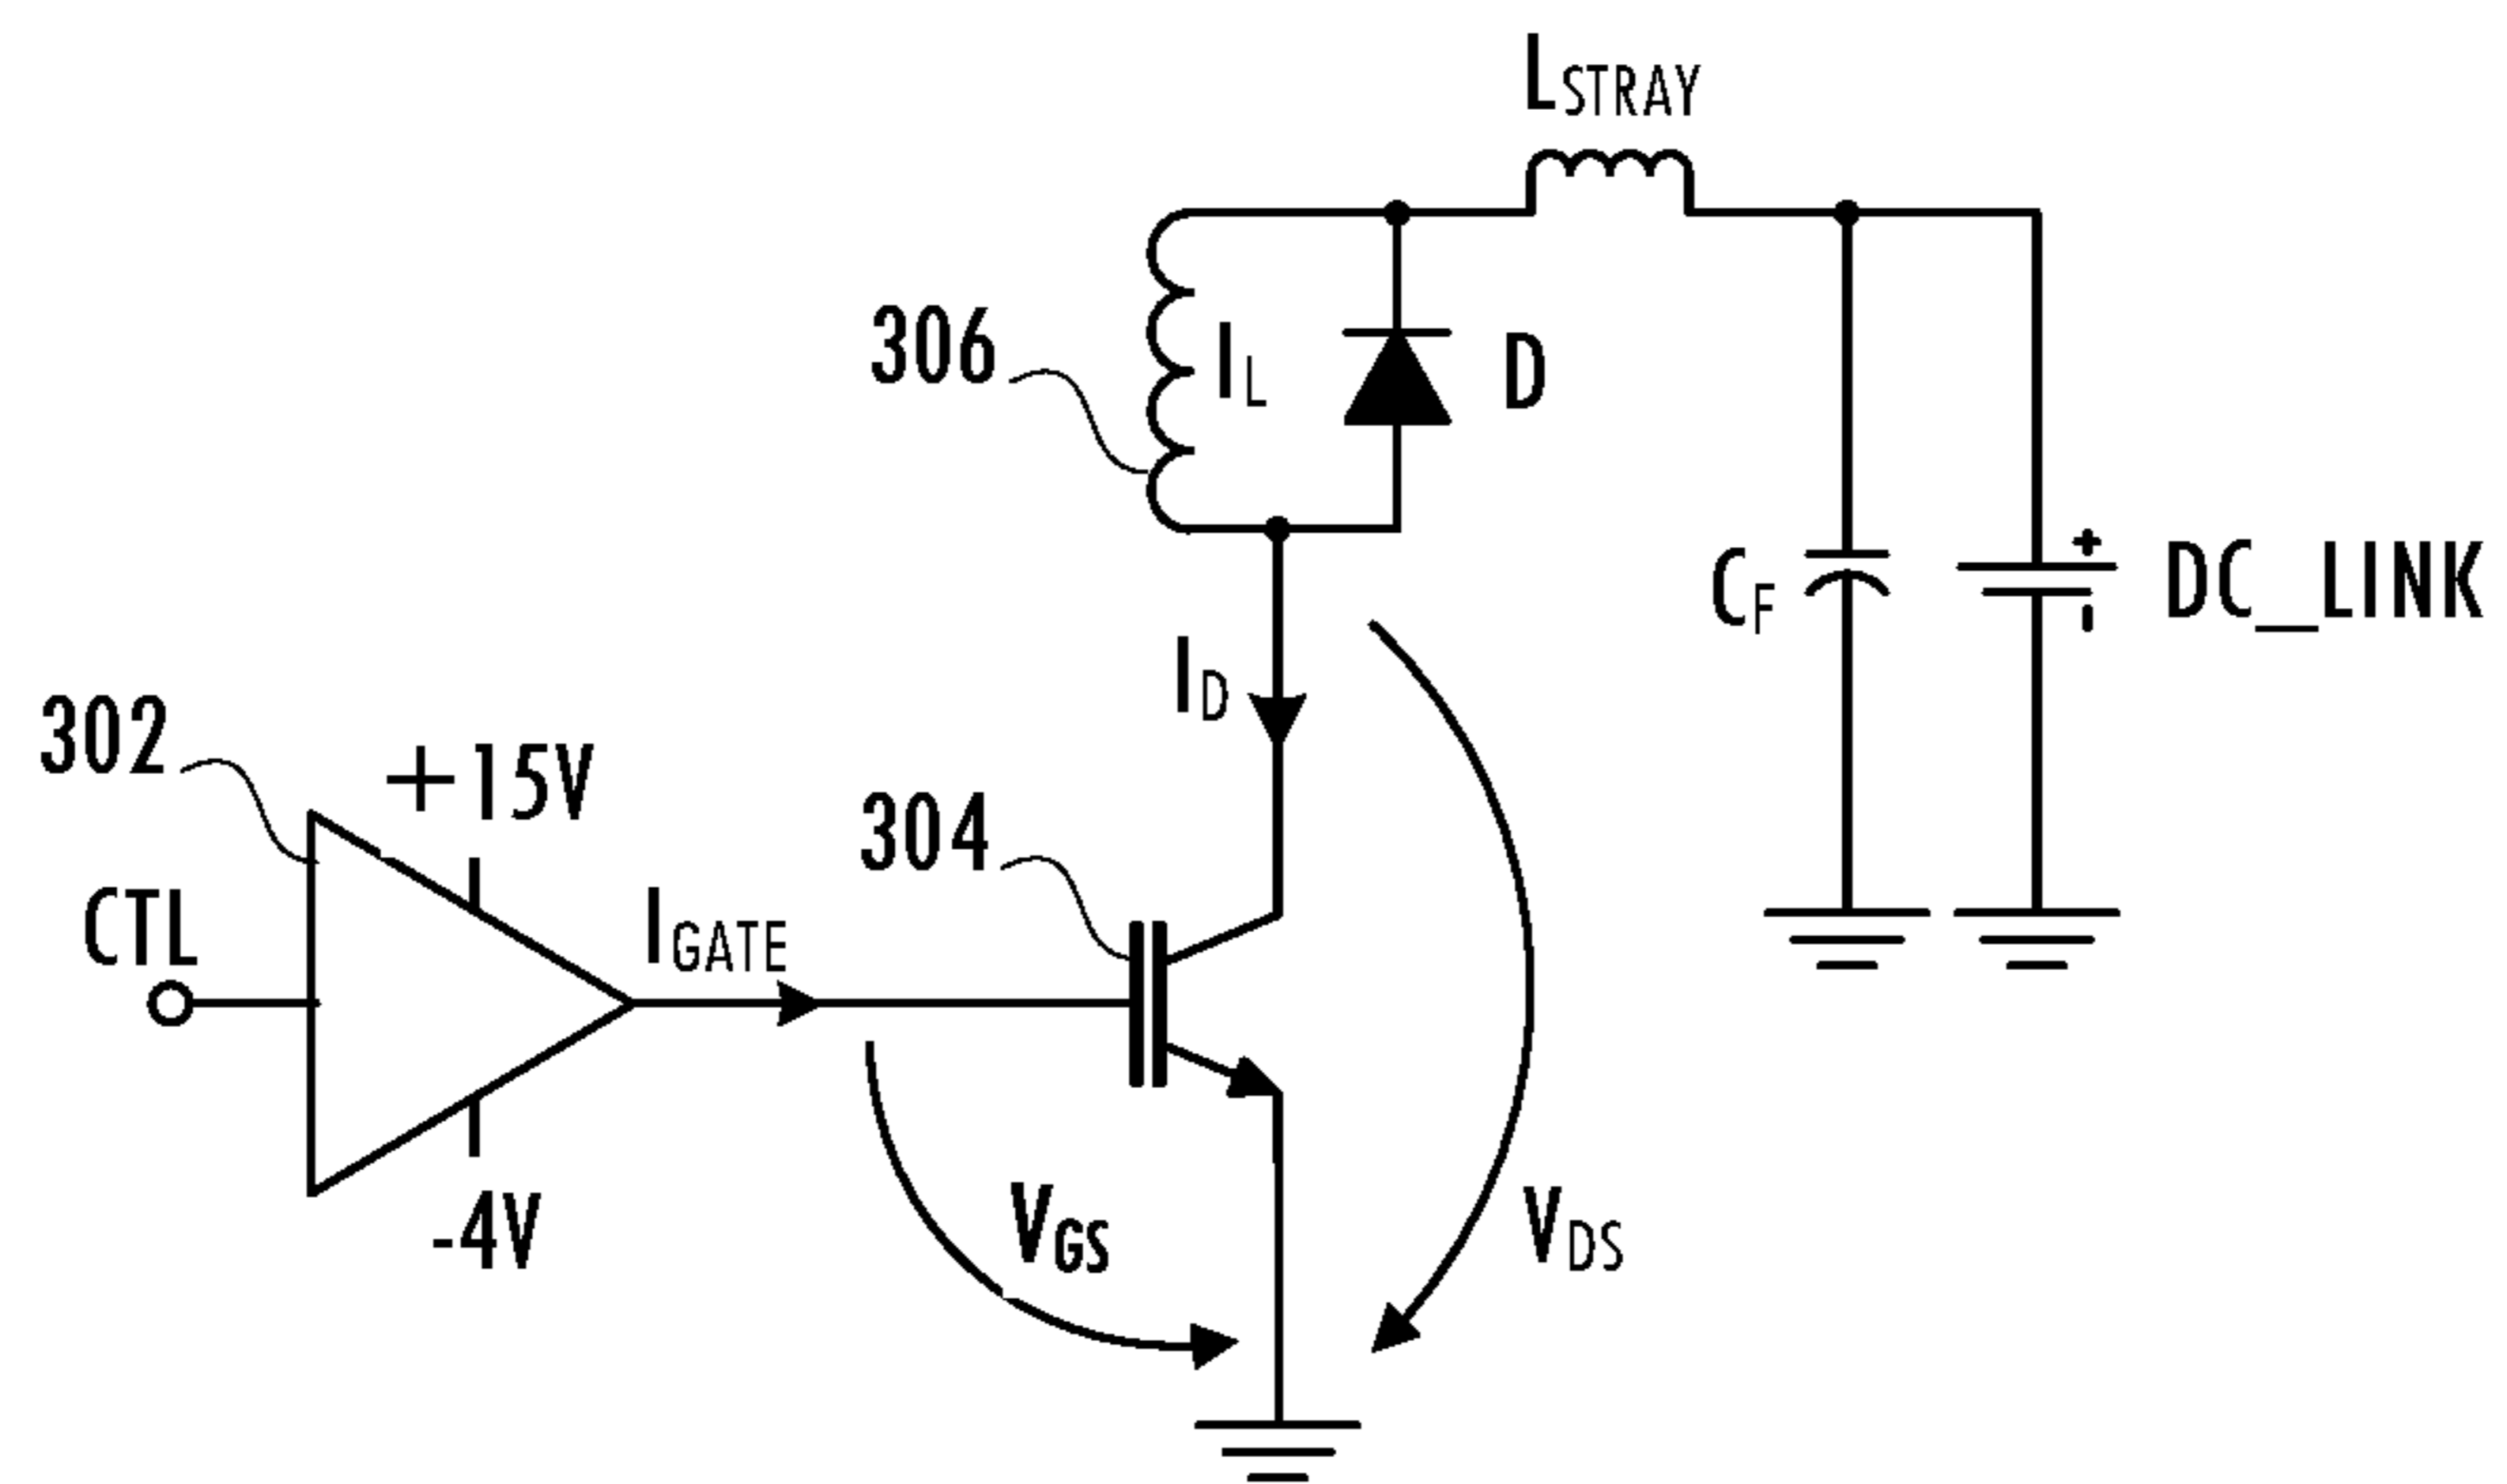 LSTRAY
306
IL
D
CF
+
-
DC_LINK
ID
302
+15V
304
CTL
IGATE
-4V
VGS
VDS